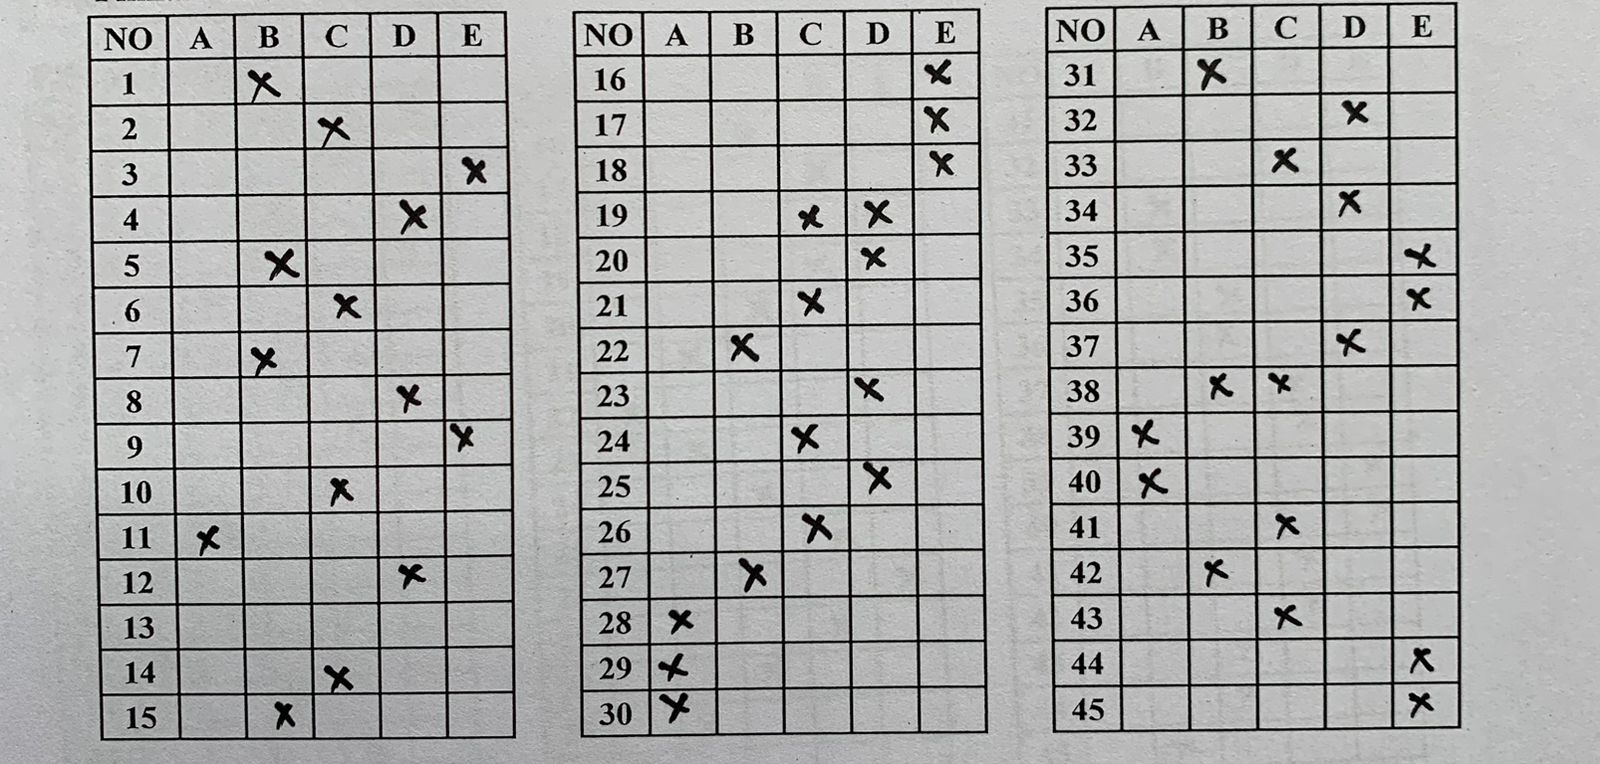 NO A B C D E
1 X
2 X
3 X
4 X
5 X
6 X
7 X
8 X
9 X
10 X
11 X
12 X
13
14 X
15 X
NO A B C D E
16 X
17 X
18 X
19 X X
20 X
21 X
22 X
23 X
24 X
25 X
26 X
27 X
28 X
29 X
30 X
NO A B C D E
31 X
32 X
33 X
34 X
35 X
36 X
37 X
38 X X
39 X
40 X
41 X
42 X
43 X
44 X
45 X